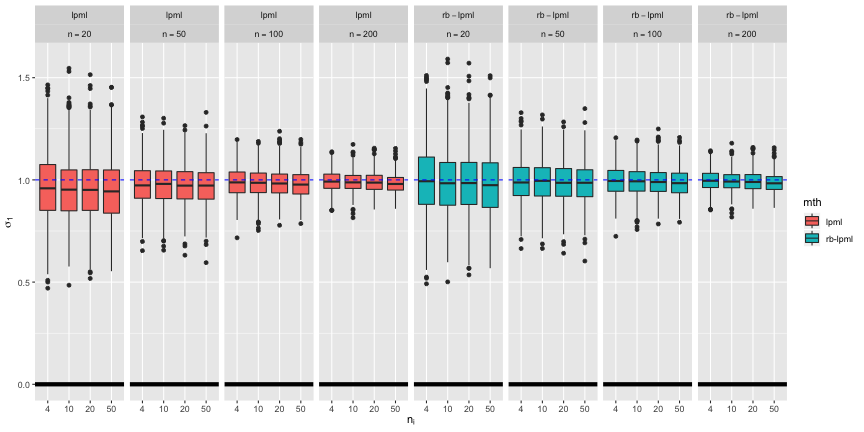 lpml lpml lpml lpml rb − lpml rb − lpml rb − lpml rb − lpml
n = 20 n = 50 n = 100 n = 200 n = 20 n = 50 n = 100 n = 200
1.5
1.0
0.5
0.0
σ₁
4 10 20 50 4 10 20 50 4 10 20 50 4 10 20 50 4 10 20 50 4 10 20 50 4 10 20 50 4 10 20 50
nᵢ
mth
lpml
rb-lpml